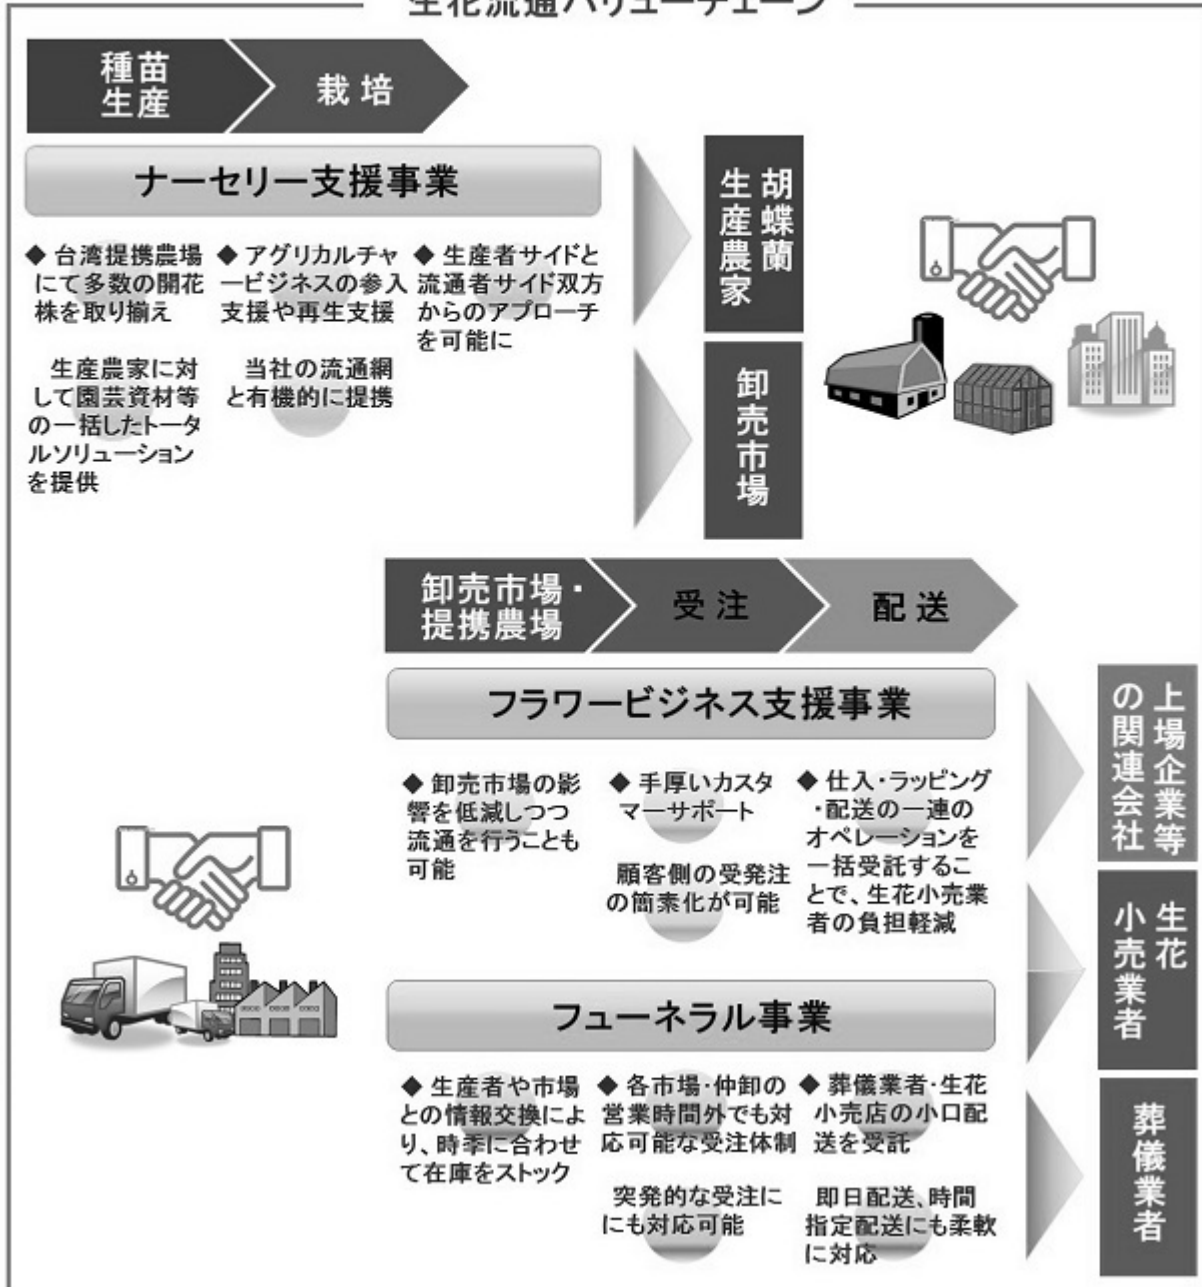 生花流通バリューチェーン
種苗
生産
栽培
ナーセリー支援事業
◆ 台湾提携農場
にて多数の開花
株を取り揃え
生産農家に対
して園芸資材等
の一括したトータ
ルソリューション
を提供
◆ アグリカルチャ
ービジネスの参入
支援や再生支援
当社の流通網
と有機的に提携
◆ 生産者サイドと
流通者サイド双方
からのアプローチ
を可能に
胡蝶蘭
生産農家
卸売市場
卸売市場・
提携農場
受注
配送
フラワービジネス支援事業
◆ 卸売市場の影
響を低減しつつ
流通を行うことも
可能
◆ 手厚いカスタ
マーサポート
顧客側の受発注
の簡素化が可能
◆ 仕入・ラッピング
・配送の一連の
オペレーションを
一括受託するこ
とで、生花小売業
者の負担軽減
上場企業等
の関連会社
生花
小売業者
フューネラル事業
◆ 生産者や市場
との情報交換によ
り、時季に合わせ
て在庫をストック
◆ 各市場・仲卸の
営業時間外でも対
応可能な受注体制
突発的な受注に
にも対応可能
◆ 葬儀業者・生花
小売店の小口配
送を受託
即日配送、時間
指定配送にも柔軟
に対応
葬儀業者